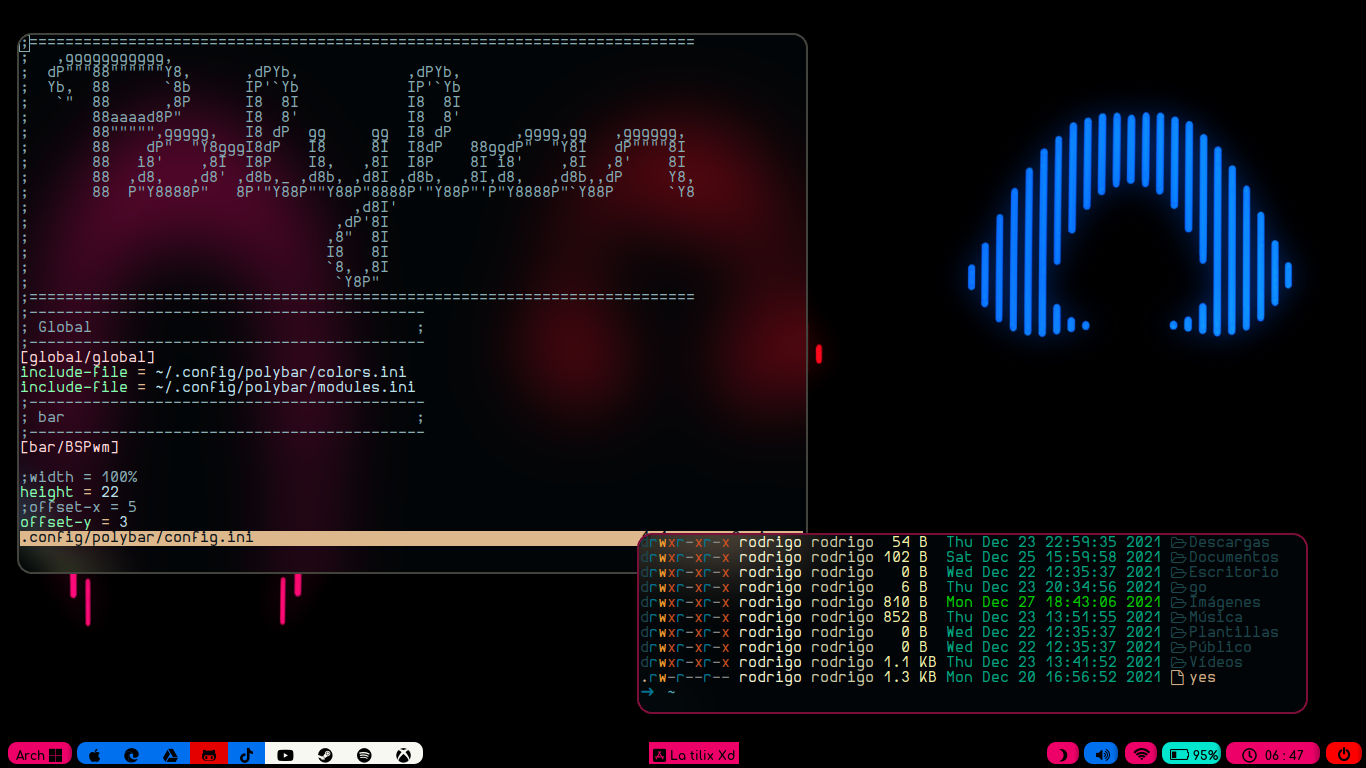 ;==========================================================================
;   ,ggggggggggg,
;  dP"""88""""""Y8,      ,dPYb,            ,dPYb,
;  Yb,  88      `8b      IP'`Yb            IP'`Yb
;   `"  88      ,8P      I8  8I            I8  8I
;       88aaaad8P"       I8  8'            I8  8'
;       88""""",ggggg,   I8 dP  gg     gg  I8 dP       ,gggg,gg   ,gggggg,
;       88    dP"  "Y8gggI8dP   I8     8I  I8dP   88ggdP"  "Y8I   dP""""8I
;       88   i8'    ,8I  I8P    I8,   ,8I  I8P    8I i8'    ,8I  ,8'    8I
;       88  ,d8,   ,d8' ,d8b,_ ,d8b, ,d8I ,d8b,  ,8I,d8,   ,d8b,,dP     Y8,
;       88  P"Y8888P"   8P'"Y88P""Y88P"8888P'"Y88P"'P"Y8888P"`Y88P      `Y8
;                                    ,d8I'
;                                  ,dP'8I
;                                 ,8"  8I
;                                 I8   8I
;                                 `8, ,8I
;                                  `Y8P"
;==========================================================================
;--------------------------------------------
; Global                                    ;
;--------------------------------------------
[global/global]
include-file = ~/.config/polybar/colors.ini
include-file = ~/.config/polybar/modules.ini
;--------------------------------------------
; bar                                       ;
;--------------------------------------------
[bar/BSPwm]
;width = 100%
height = 22
;offset-x = 5
offset-y = 3
.config/polybar/config.ini
drwxr-xr-x rodrigo rodrigo 54 B Thu Dec 23 22:59:35 2021 Descargas
drwxr-xr-x rodrigo rodrigo 102 B Sat Dec 25 15:59:58 2021 Documentos
drwxr-xr-x rodrigo rodrigo 0 B Wed Dec 22 12:35:37 2021 Escritorio
drwxr-xr-x rodrigo rodrigo 6 B Thu Dec 23 20:34:56 2021 go
drwxr-xr-x rodrigo rodrigo 810 B Mon Dec 27 18:43:06 2021 Imágenes
drwxr-xr-x rodrigo rodrigo 852 B Thu Dec 23 13:51:55 2021 Música
drwxr-xr-x rodrigo rodrigo 0 B Wed Dec 22 12:35:37 2021 Plantillas
drwxr-xr-x rodrigo rodrigo 0 B Wed Dec 22 12:35:37 2021 Público
drwxr-xr-x rodrigo rodrigo 1.1 KB Thu Dec 23 13:41:52 2021 Vídeos
.rw-r--r-- rodrigo rodrigo 1.3 KB Mon Dec 20 16:56:52 2021 yes
→ ~
Arch La tilix Xd 95% 06:47